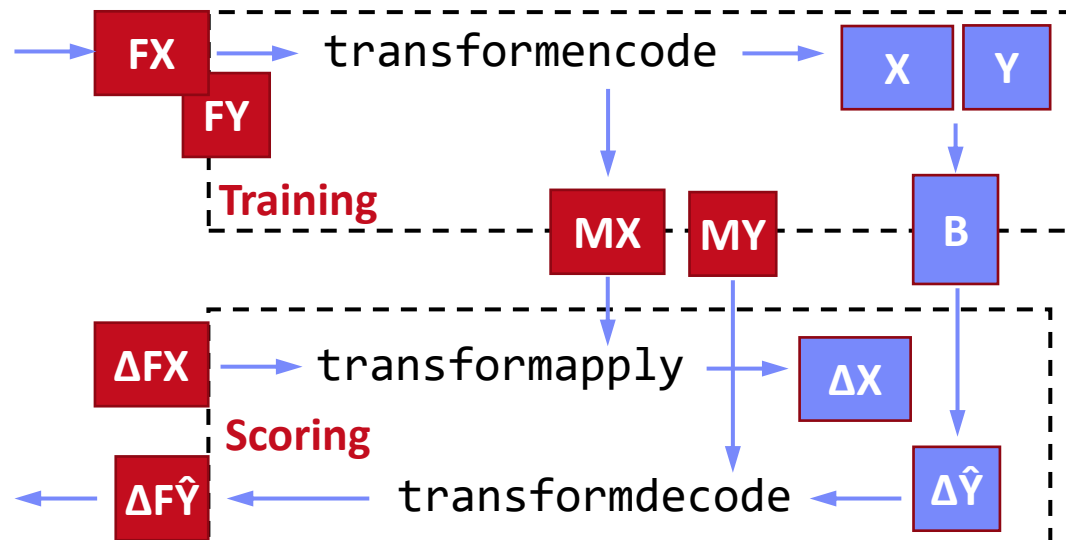 FX
transformencode
X
Y
FY
Training
MX
MY
B
ΔFX
transformapply
ΔX
Scoring
ΔFŶ
transformdecode
ΔŶ